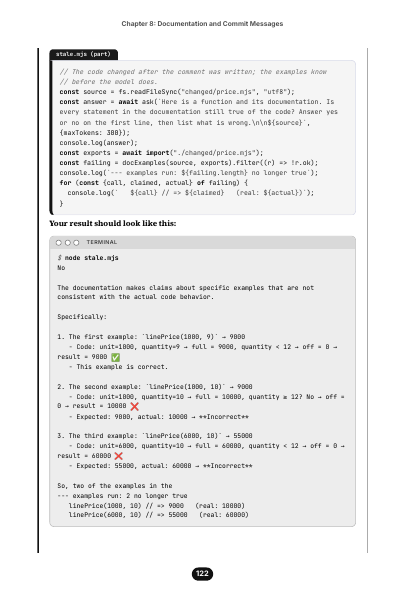 Chapter 8: Documentation and Commit Messages
stale.mjs (part)
// The code changed after the comment was written; the examples know
// before the model does.
const source = fs.readFileSync("changed/price.mjs", "utf8");
const answer = await ask(`Here is a function and its documentation. Is
every statement in the documentation still true of the code? Answer yes
or no on the first line, then list what is wrong.\n\n${source}`,
{maxTokens: 300});
console.log(answer);
const exports = await import("./changed/price.mjs");
const failing = docExamples(source, exports).filter((r) => !r.ok);
console.log(`--- examples run: ${failing.length} no longer true`);
for (const {call, claimed, actual} of failing) {
  console.log(`   ${call} // => ${claimed}   (real: ${actual})`);
}
Your result should look like this:
TERMINAL
$ node stale.mjs
No
The documentation makes claims about specific examples that are not
consistent with the actual code behavior.
Specifically:
1. The first example: `linePrice(1000, 9)` → 9000
   - Code: unit=1000, quantity=9 → full = 9000, quantity < 12 → off = 0 →
result = 9000 ✅
   - This example is correct.
2. The second example: `linePrice(1000, 10)` → 9000
   - Code: unit=1000, quantity=10 → full = 10000, quantity ≥ 12? No → off =
0 → result = 10000 ❌
   - Expected: 9000, actual: 10000 → **Incorrect**
3. The third example: `linePrice(6000, 10)` → 55000
   - Code: unit=6000, quantity=10 → full = 60000, quantity < 12 → off = 0 →
result = 60000 ❌
   - Expected: 55000, actual: 60000 → **Incorrect**
So, two of the examples in the
--- examples run: 2 no longer true
   linePrice(1000, 10) // => 9000   (real: 10000)
   linePrice(6000, 10) // => 55000   (real: 60000)
122